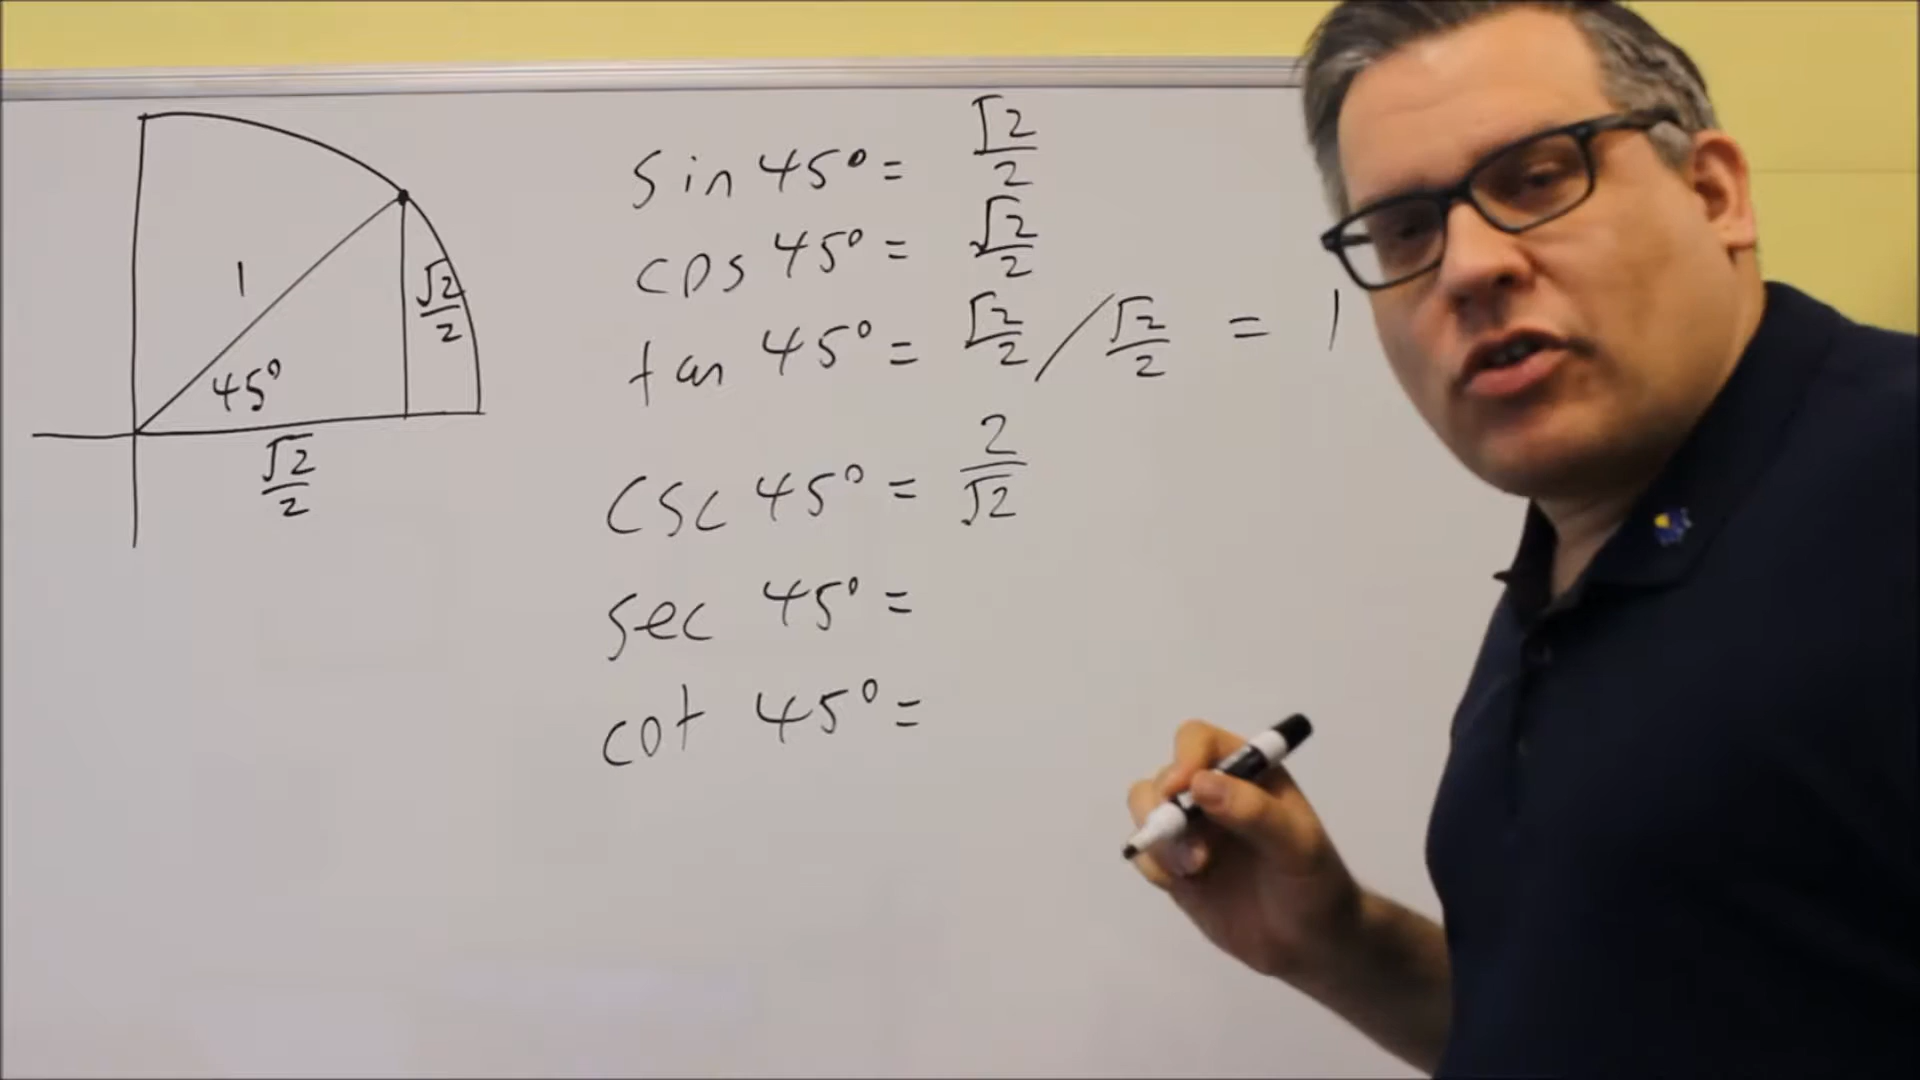 sin 45° = √2/2
cos 45° = √2/2
tan 45° = √2/2 / √2/2 = 1
csc 45° = 2/√2
sec 45° =
cot 45° =
1
45°
√2/2
√2/2